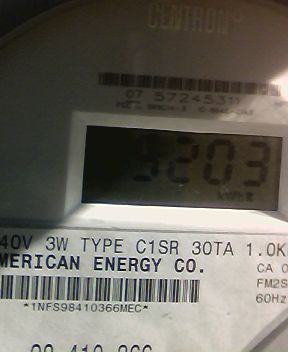 CENTRON®
07 57245311
3203
40V 3W TYPE C1SR 30TA 1.0K
MERICAN ENERGY CO.
CA 0
FM2S
60Hz
*1NFS98410366MEC*